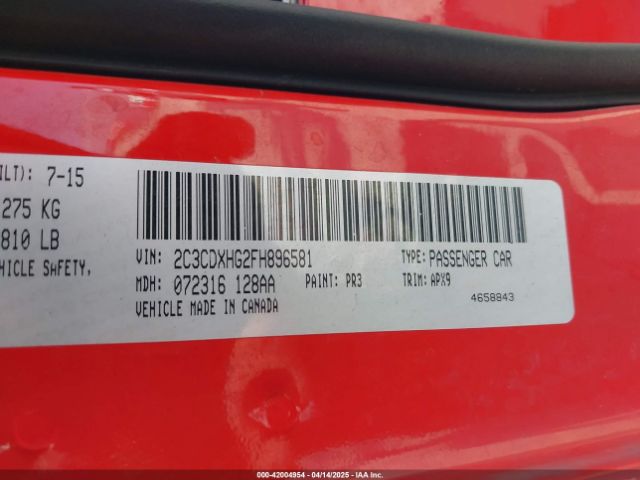 ILT): 7-15
275 KG
810 LB
HICLE SAFETY,
VIN: 2C3CDXHG2FH896581 TYPE: PASSENGER CAR
MDH: 072316 128AA PAINT: PR3 TRIM: APX9
VEHICLE MADE IN CANADA 4658843
000-42004954 | 04/14/2025 - IAA Inc.